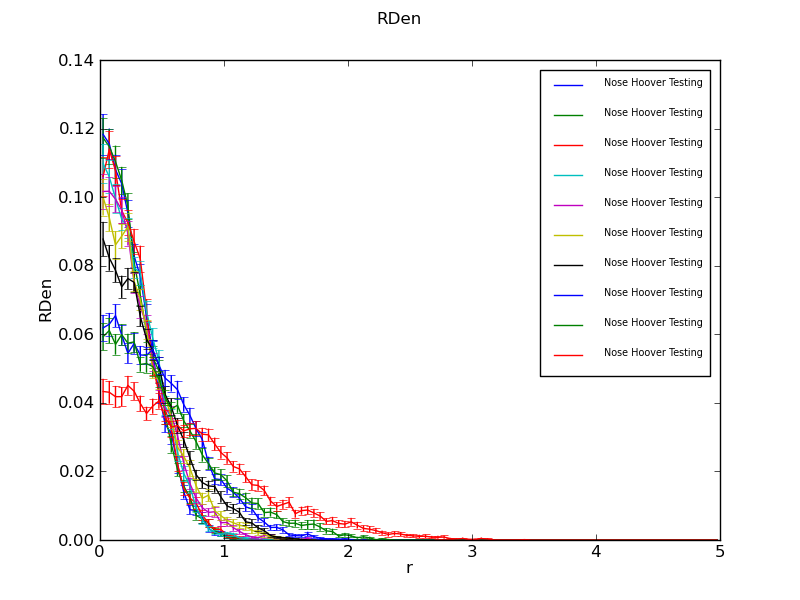 RDen
0.14
0.12
0.10
0.08
0.06
0.04
0.02
0.00
RDen
0
1
2
3
4
5
r
Nose Hoover Testing
Nose Hoover Testing
Nose Hoover Testing
Nose Hoover Testing
Nose Hoover Testing
Nose Hoover Testing
Nose Hoover Testing
Nose Hoover Testing
Nose Hoover Testing
Nose Hoover Testing